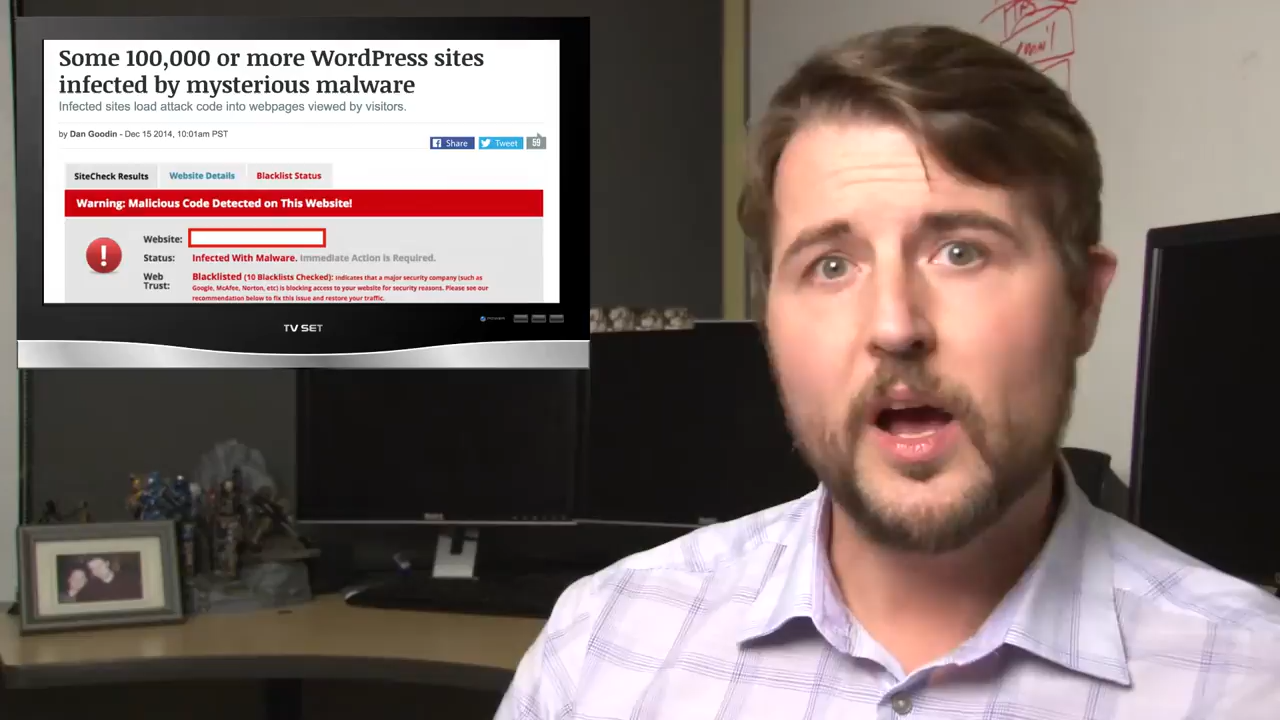 Some 100,000 or more WordPress sites
infected by mysterious malware
Infected sites load attack code into webpages viewed by visitors.
by Dan Goodin - Dec 15 2014, 10:01am PST
Share Tweet 59
SiteCheck Results Website Details Blacklist Status
Warning: Malicious Code Detected on This Website!
Website:
Status: Infected With Malware. Immediate Action is Required.
Web Trust: Blacklisted (10 Blacklists Checked): Indicates that a major security company (such as
Google, McAfee, Norton, etc) is blocking access to your website for security reasons. Please see our
recommendation below to fix this issue and restore your traffic.
TV SET